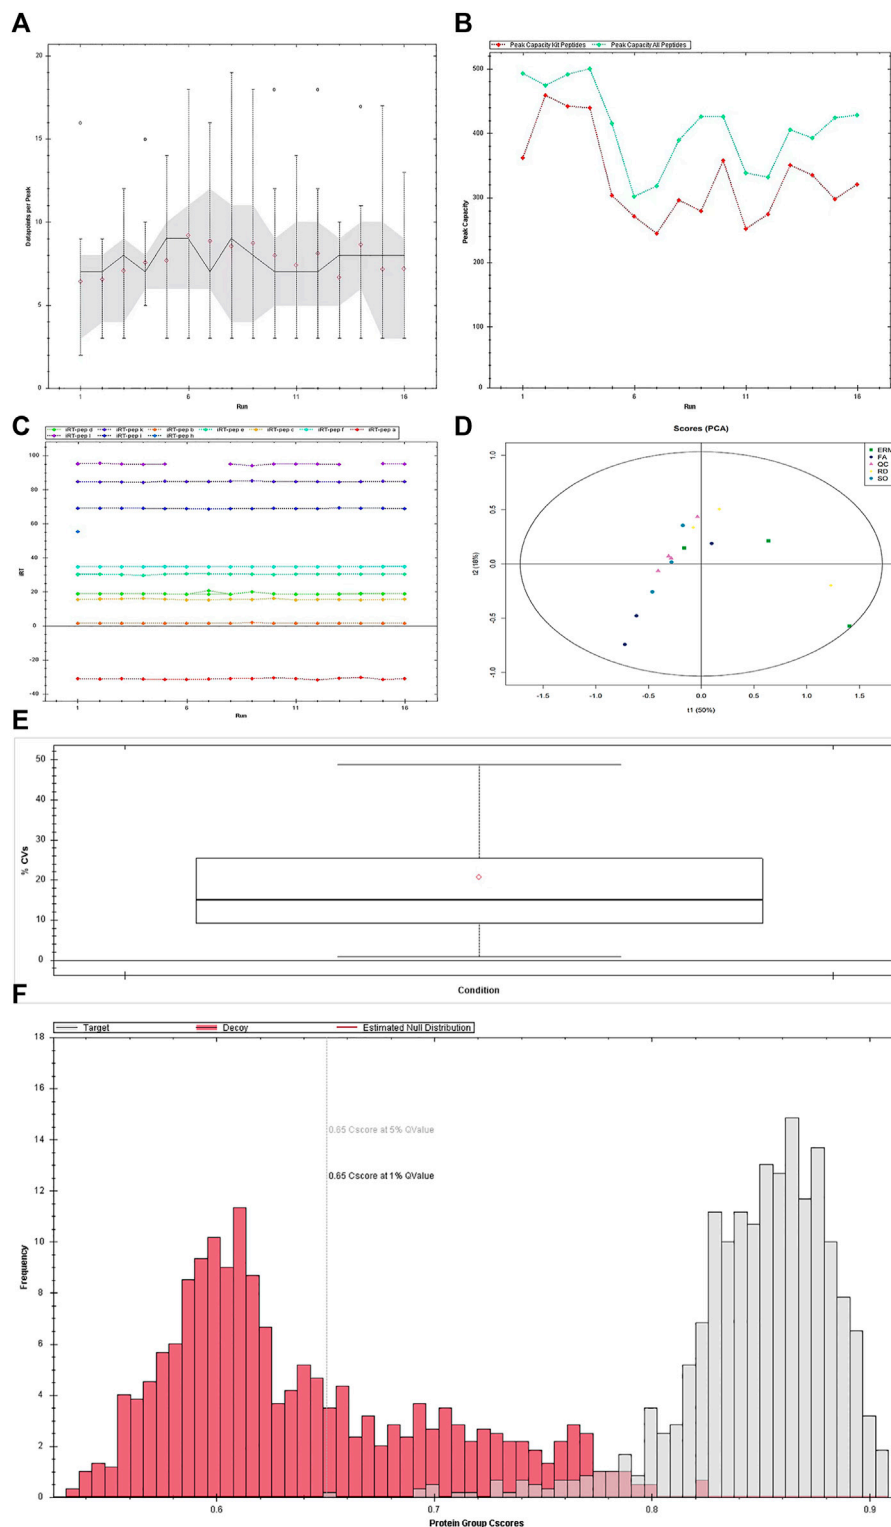 A
20
15
10
5
0
Datapoints per Peak
1 6 11 16
Run
B
Peak Capacity Kit Peptides Peak Capacity All Peptides
500
400
300
200
100
0
Peak Capacity
1 6 11 16
Run
C
iRT-pep d iRT-pep k iRT-pep b iRT-pep e iRT-pep c iRT-pep f iRT-pep a
iRT-pep l iRT-pep i iRT-pep h
100
80
60
40
20
0
-20
-40
iRT
1 6 11 16
Run
D
Scores (PCA)
ERM
FA
QC
RD
SO
1.0
0.5
0.0
-0.5
-1.0
t2 (18%)
-1.5 -1.0 -0.5 0.0 0.5 1.0 1.5
t1 (50%)
E
50
40
30
20
10
0
% CVs
Condition
F
Target Decoy Estimated Null Distribution
18
16
14
12
10
8
6
4
2
0
Frequency
0.65 Cscore at 5% QValue
0.65 Cscore at 1% QValue
0.6 0.7 0.8 0.9
Protein Group Cscores